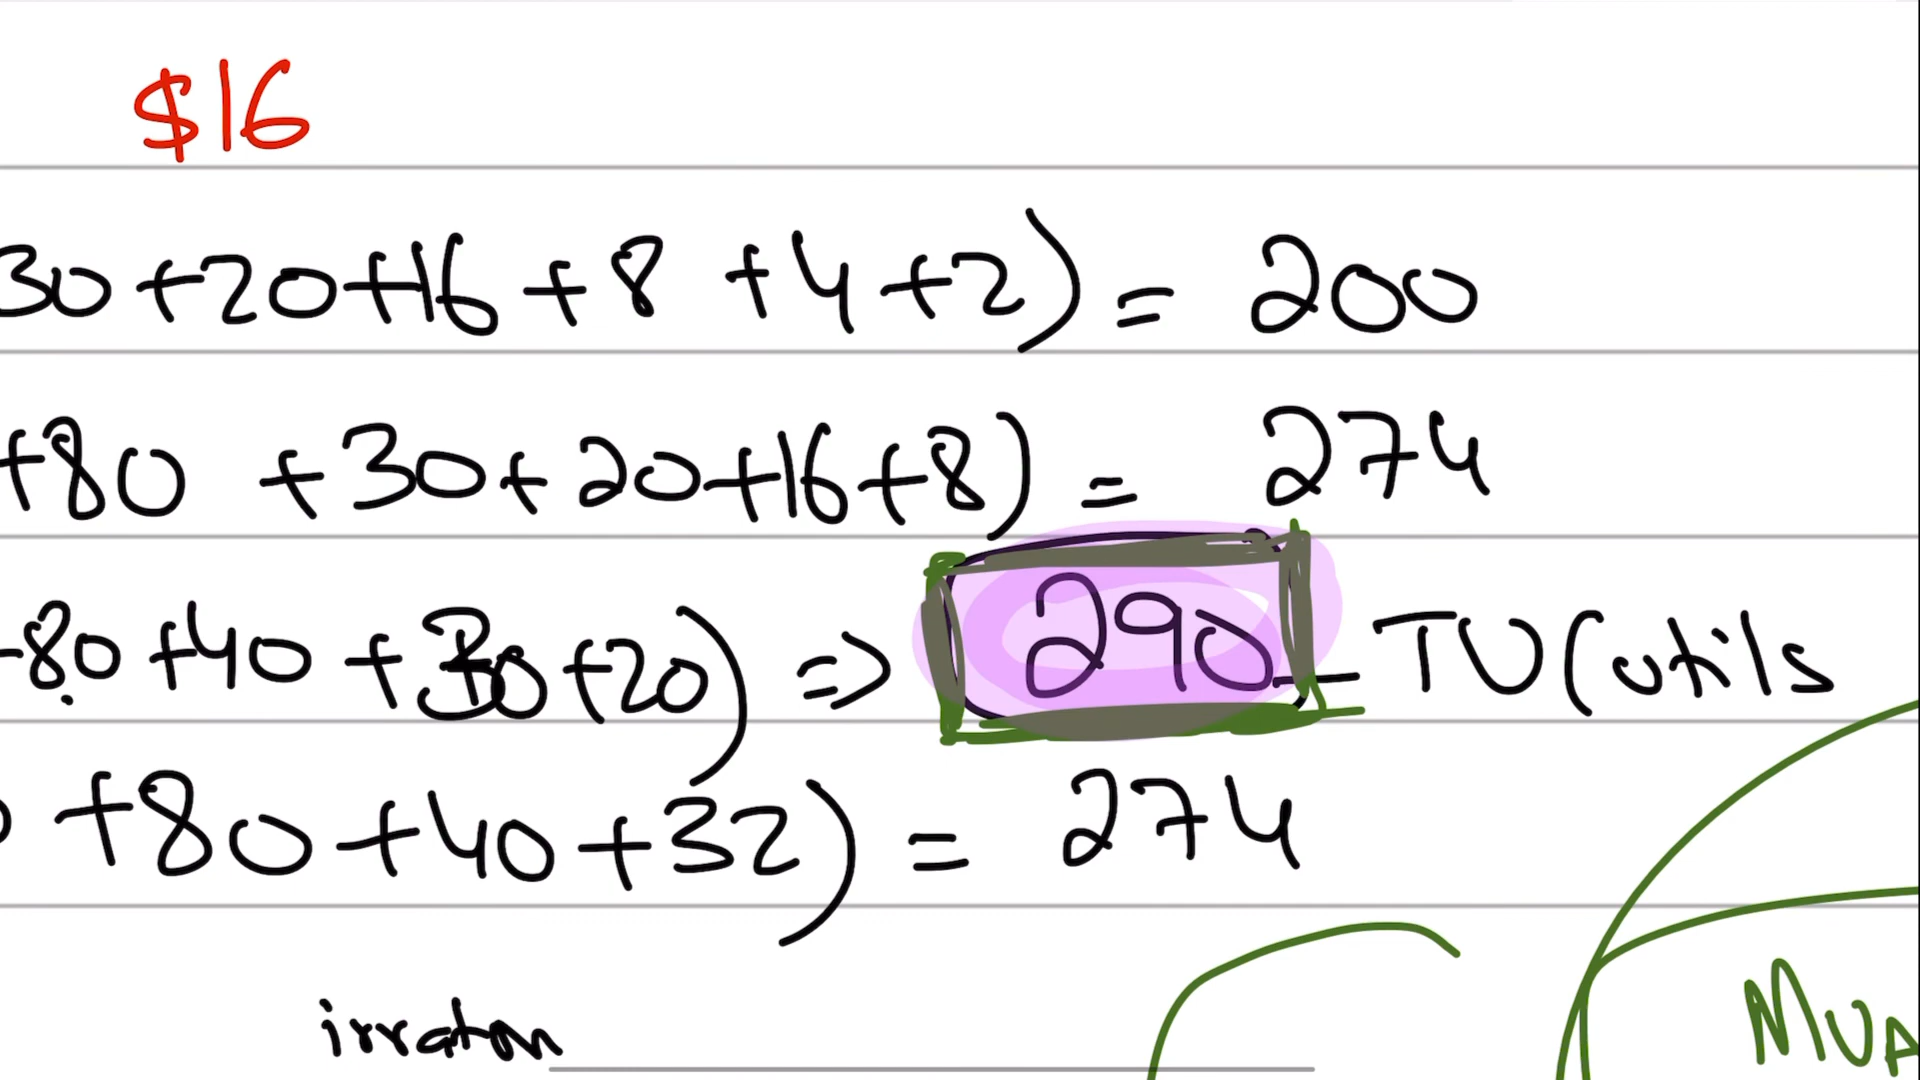 $16
30+20+16+8+4+2) = 200
+80+30+20+16+8) = 274
80+40+30+20) => 290 - TU (utils
+80+40+32) = 274
irraton
MUA